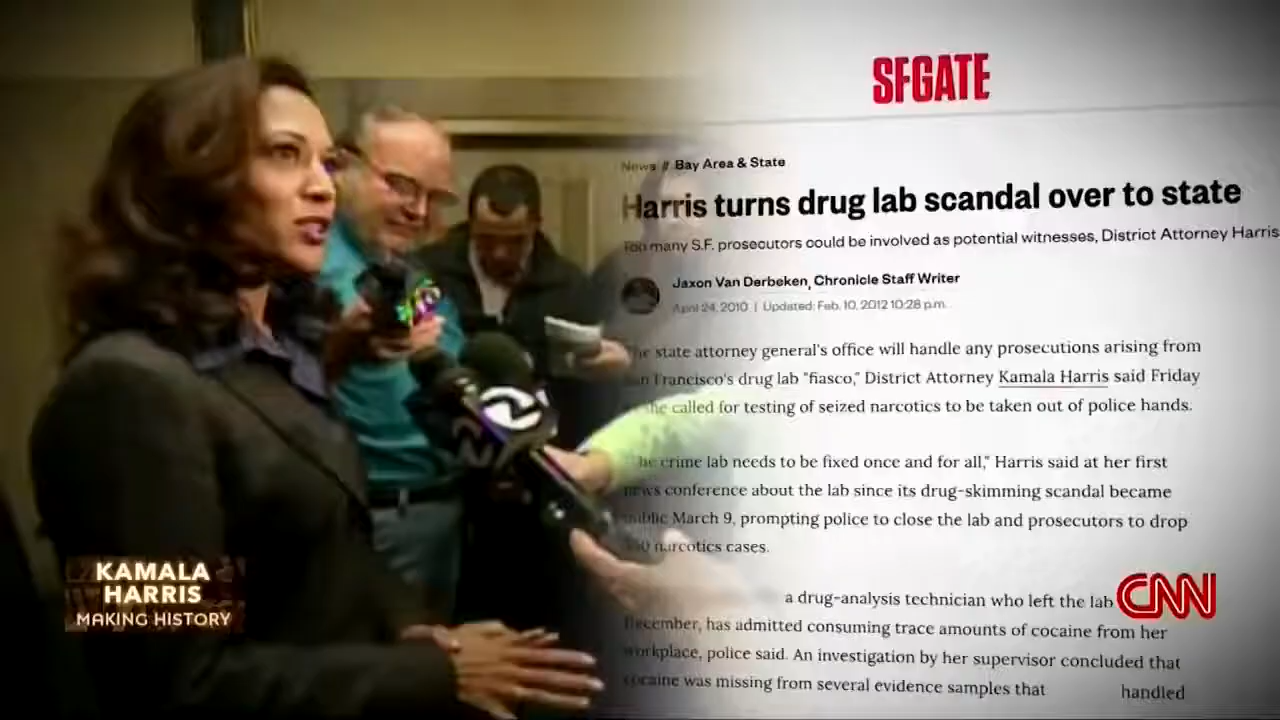 SFGATE
News // Bay Area & State
Harris turns drug lab scandal over to state
Too many S.F. prosecutors could be involved as potential witnesses, District Attorney Harris
Jaxon Van Derbeken, Chronicle Staff Writer
April 24, 2010 | Updated: Feb. 10, 2012 10:28 p.m.
The state attorney general's office will handle any prosecutions arising from
San Francisco's drug lab "fiasco," District Attorney Kamala Harris said Friday
she called for testing of seized narcotics to be taken out of police hands.
"The crime lab needs to be fixed once and for all," Harris said at her first
news conference about the lab since its drug-skimming scandal became
public March 9, prompting police to close the lab and prosecutors to drop
narcotics cases.
a drug-analysis technician who left the lab
December, has admitted consuming trace amounts of cocaine from her
workplace, police said. An investigation by her supervisor concluded that
cocaine was missing from several evidence samples that handled
KAMALA
HARRIS
MAKING HISTORY
CNN